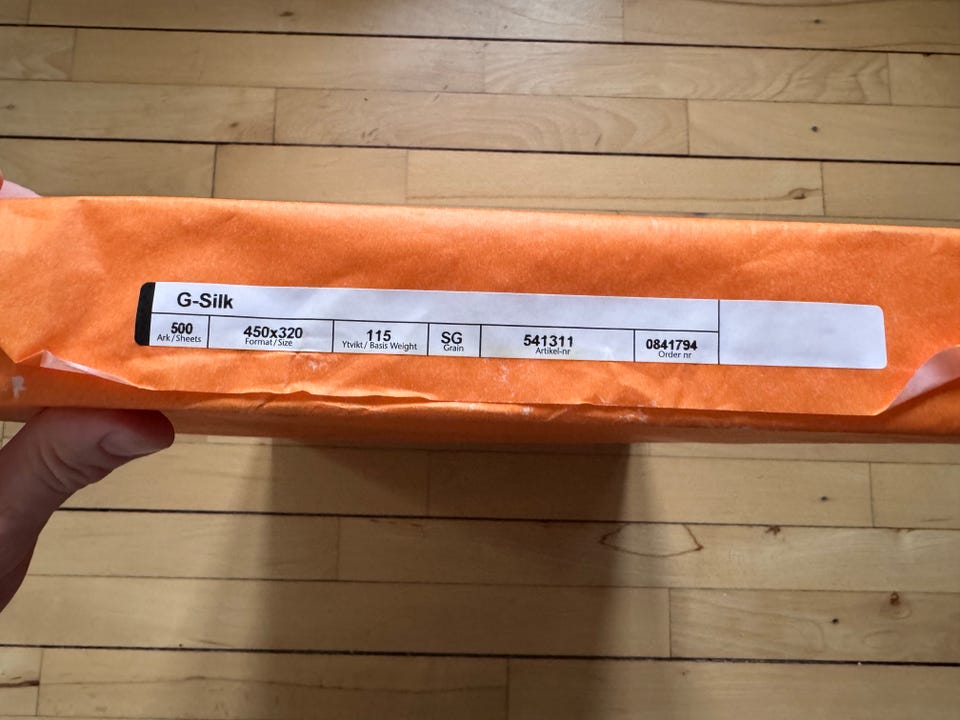 G-Silk
500 450x320 115 SG 541311 0841794
Ark/Sheets Format/Size Ytvikt/Basis Weight Grain Artikel-nr Order nr